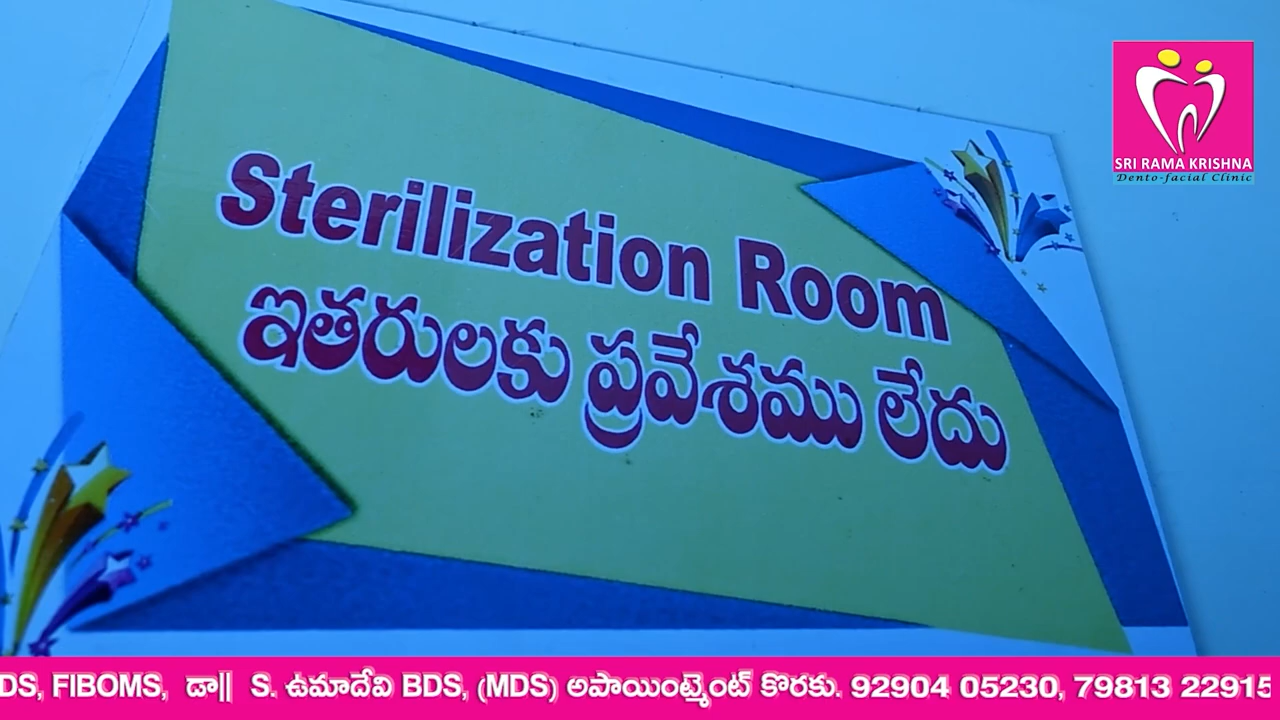 SRI RAMA KRISHNA
Dento-facial Clinic
Sterilization Room
ఇతరులకు ప్రవేశము లేదు
DS, FIBOMS, డా|| S. ఉమాదేవి BDS, (MDS) అపాయింట్మెంట్ కొరకు. 92904 05230, 79813 22915